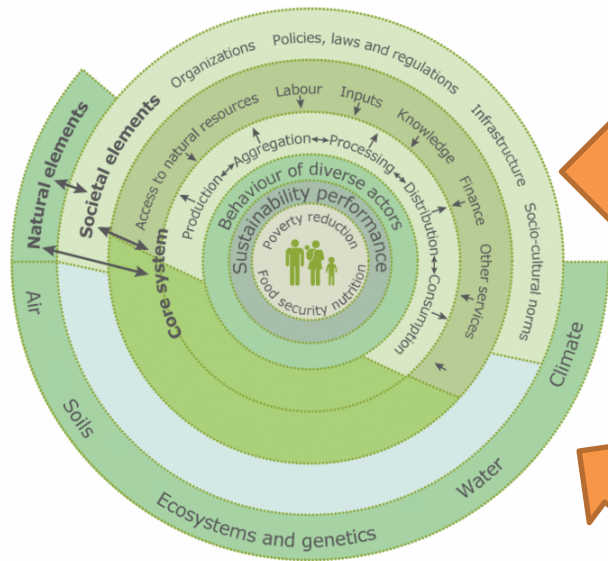 Natural elements
Societal elements
Core system
Organizations
Policies, laws and regulations
Infrastructure
Socio-cultural norms
Access to natural resources
Labour
Inputs
Knowledge
Finance
Other services
Production
Aggregation
Processing
Distribution
Consumption
Behaviour of diverse actors
Sustainability performance
Poverty reduction
Food security nutrition
Air
Soils
Ecosystems and genetics
Water
Climate